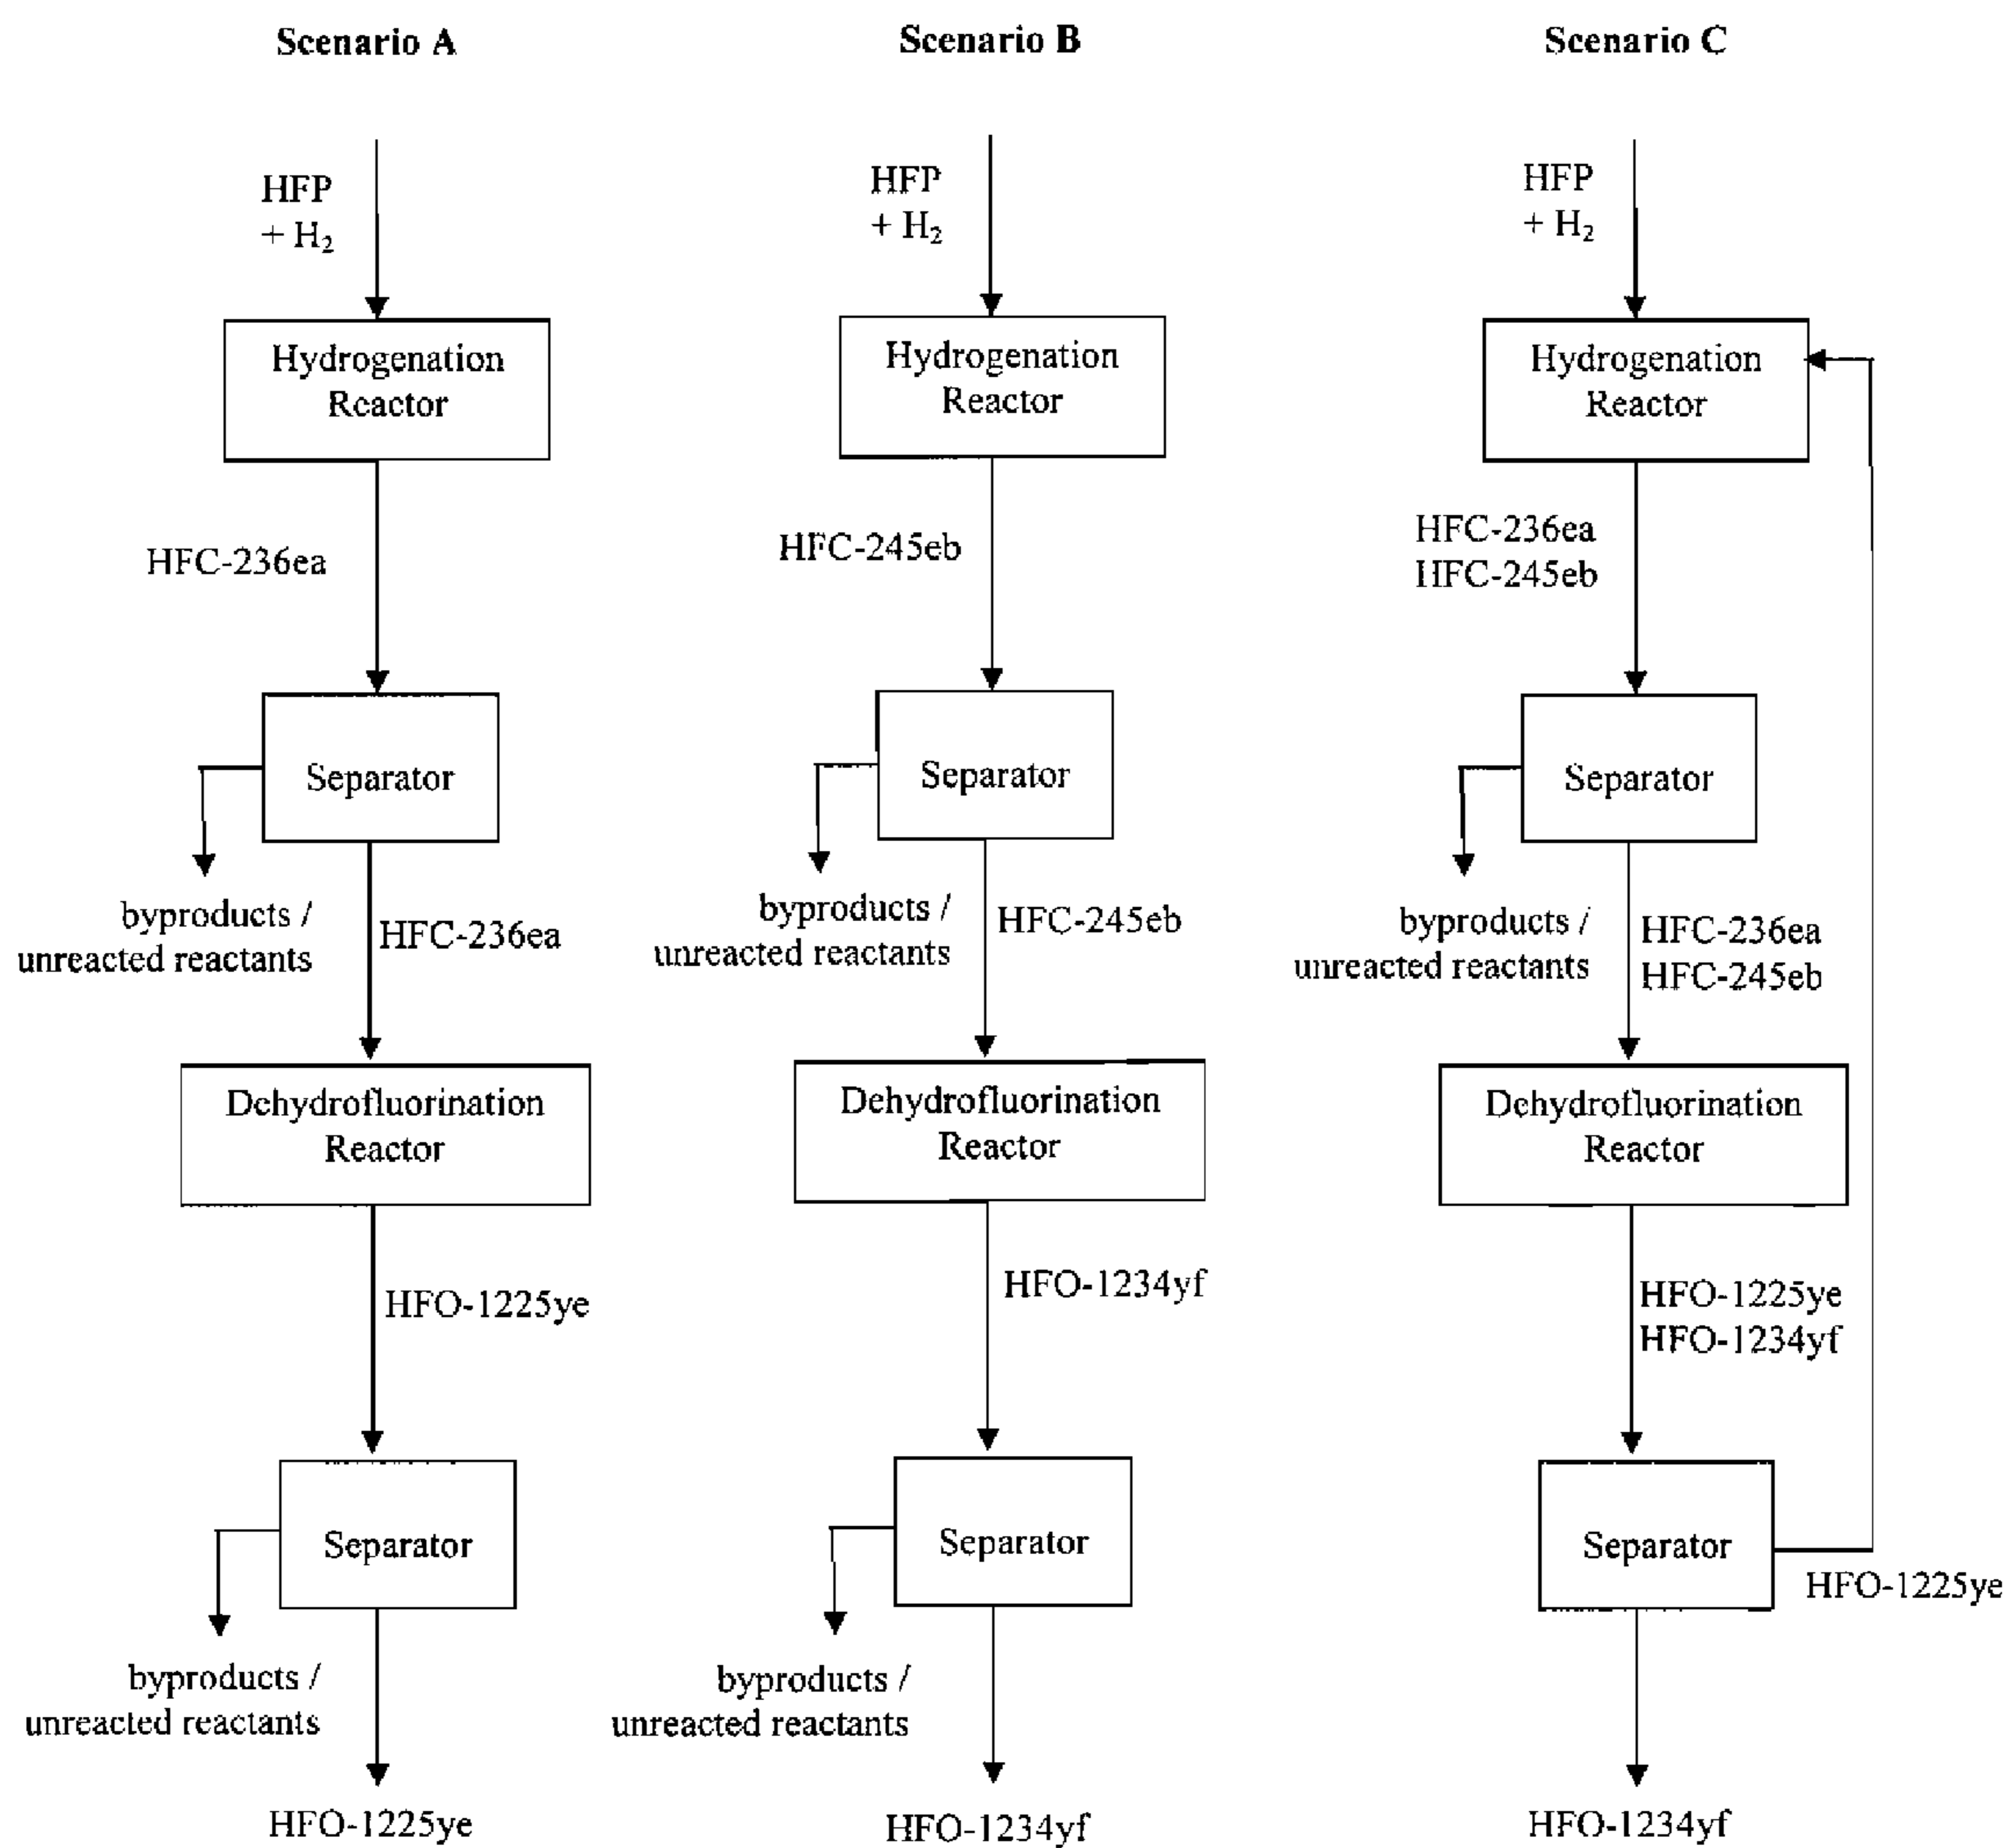 Scenario A
HFP
+ H₂
Hydrogenation
Reactor
HFC-236ea
Separator
byproducts /
unreacted reactants
HFC-236ea
Dehydrofluorination
Reactor
HFO-1225ye
Separator
byproducts /
unreacted reactants
HFO-1225ye
Scenario B
HFP
+ H₂
Hydrogenation
Reactor
HFC-245eb
Separator
byproducts /
unreacted reactants
HFC-245eb
Dehydrofluorination
Reactor
HFO-1234yf
Separator
byproducts /
unreacted reactants
HFO-1234yf
Scenario C
HFP
+ H₂
Hydrogenation
Reactor
HFC-236ea
HFC-245eb
Separator
byproducts /
unreacted reactants
HFC-236ea
HFC-245eb
Dehydrofluorination
Reactor
HFO-1225ye
HFO-1234yf
Separator
HFO-1225ye
HFO-1234yf